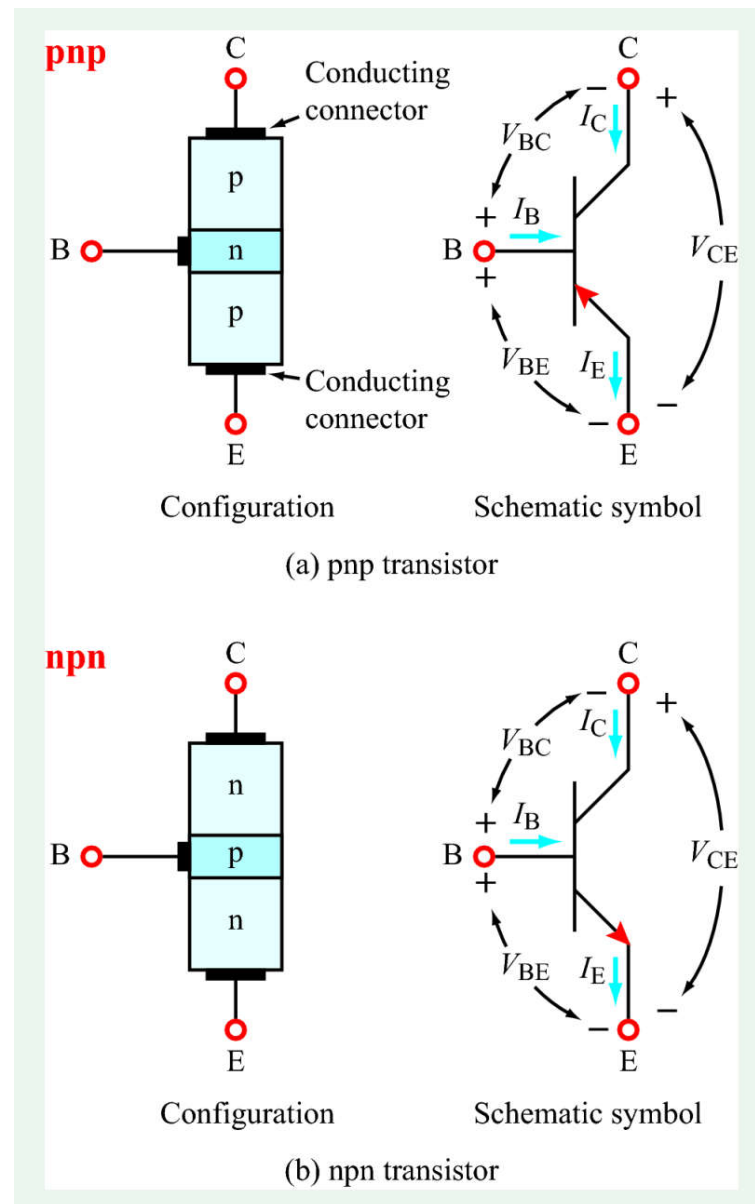 pnp
C
Conducting
connector
p
B
n
p
Conducting
connector
E
Configuration
C
−
+
I_C
V_BC
+
I_B
B
+
V_CE
V_BE
I_E
−
−
E
Schematic symbol
(a) pnp transistor
npn
C
n
B
p
n
E
Configuration
C
−
+
I_C
V_BC
+
I_B
B
+
V_CE
V_BE
I_E
−
−
E
Schematic symbol
(b) npn transistor